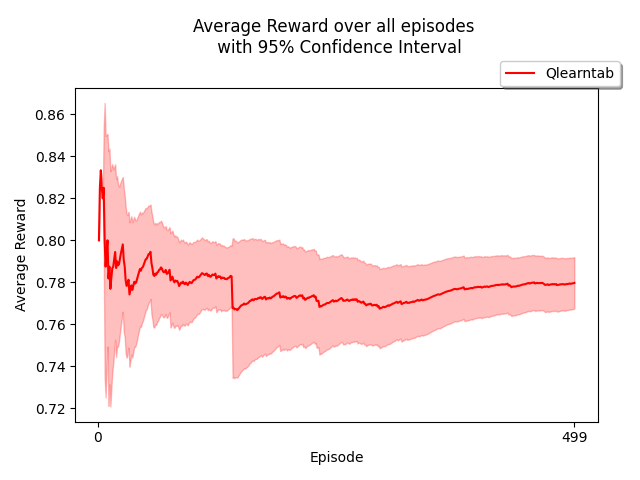 Average Reward over all episodes
with 95% Confidence Interval
Qlearntab
0.86
0.84
0.82
0.80
0.78
0.76
0.74
0.72
Average Reward
0
499
Episode